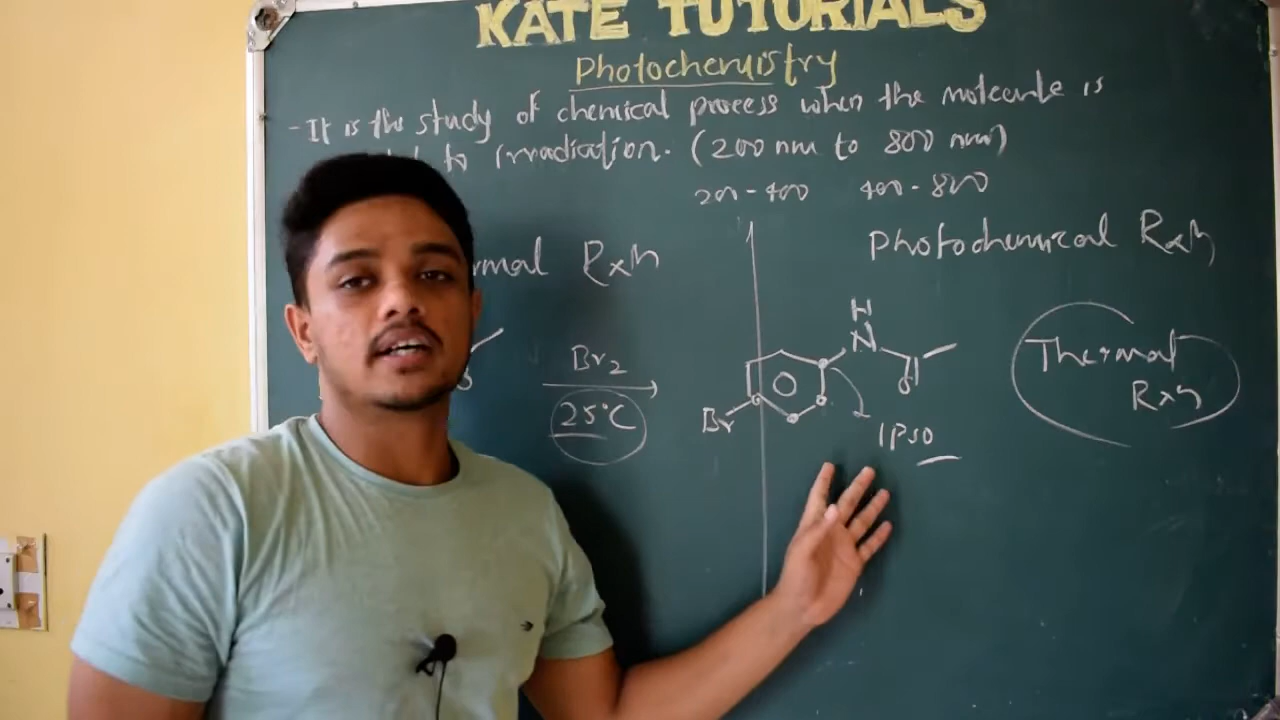 KATE TUTORIALS
Photochemistry
- It is the study of chemical process when the molecule is
to irradiation. (200 nm to 800 nm)
200 - 400 400 - 800
Photochemical Rxn
rmal Rxn
H
N
O
Br2
25°C
Br
IPSO
Thermal
Rxn